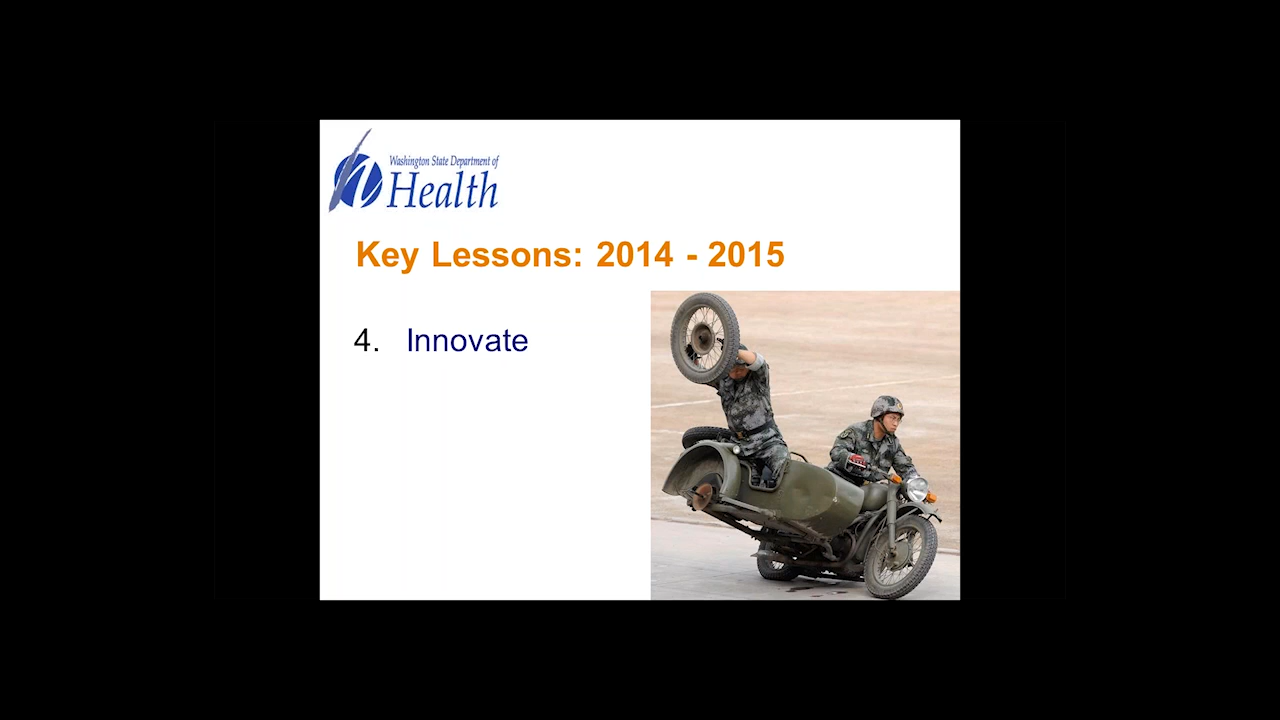 Washington State Department of
Health
Key Lessons: 2014 - 2015
4. Innovate